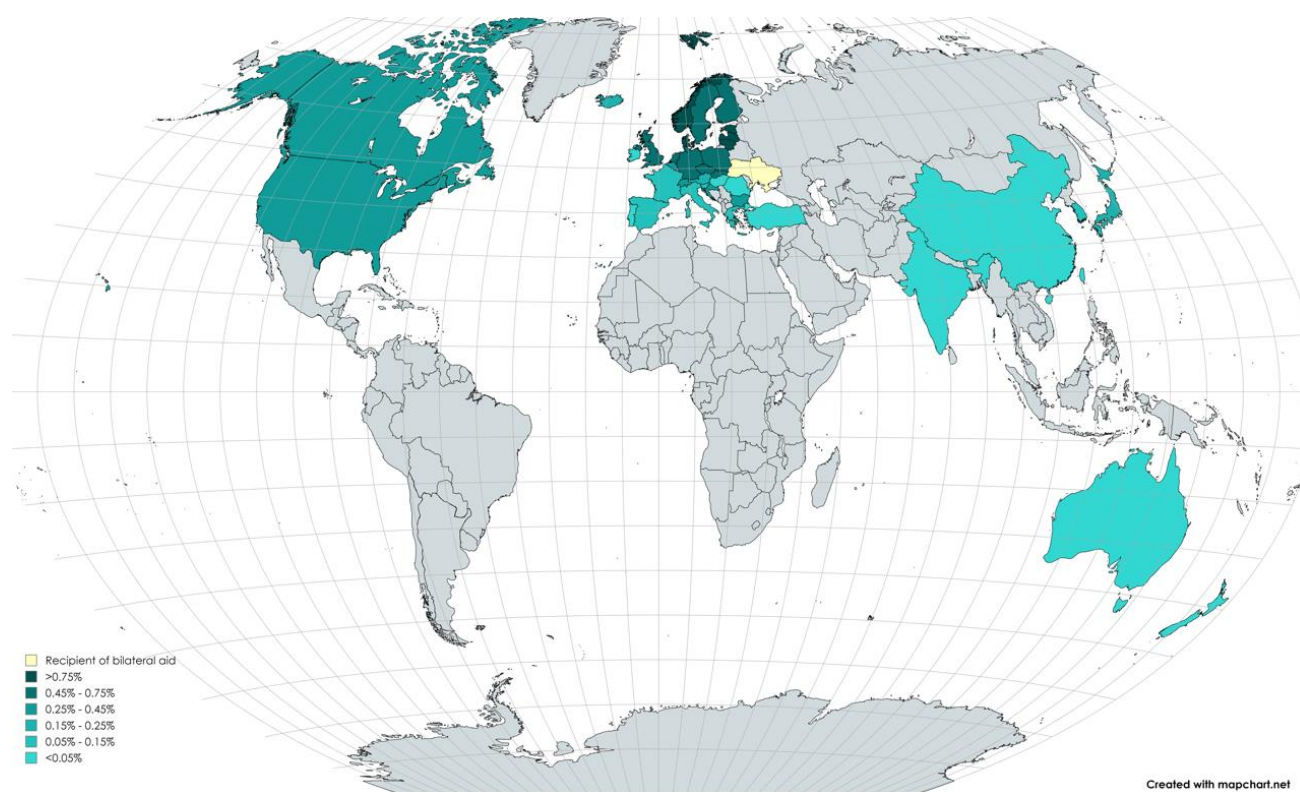 Recipient of bilateral aid
>0.75%
0.45% - 0.75%
0.25% - 0.45%
0.15% - 0.25%
0.05% - 0.15%
<0.05%
Created with mapchart.net